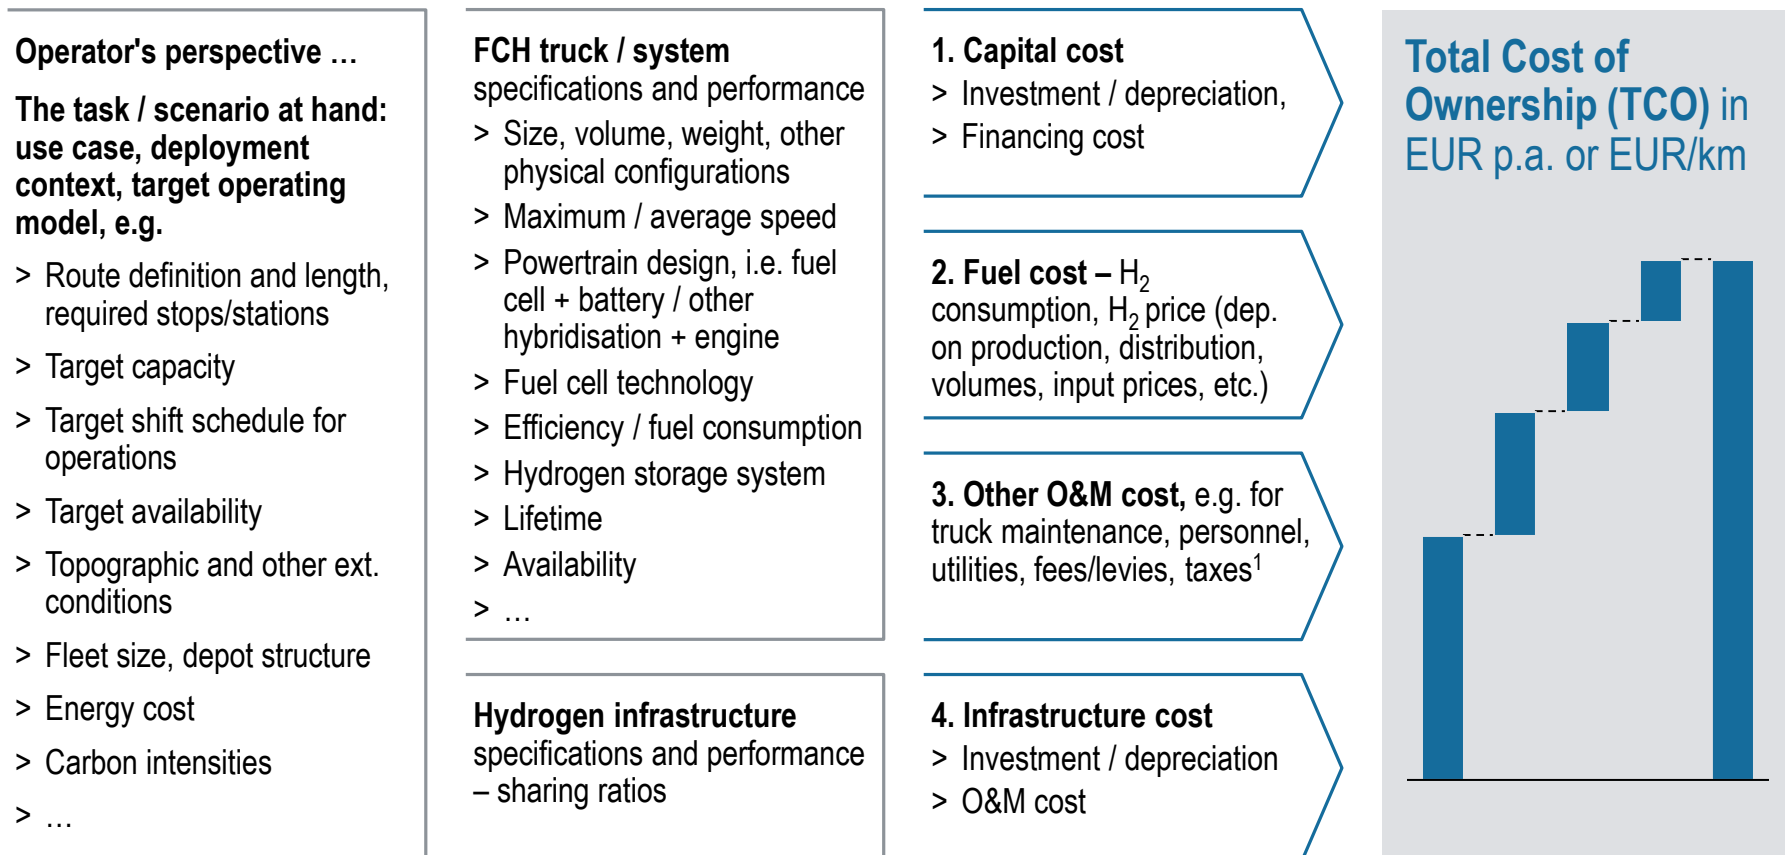 Operator's perspective …
The task / scenario at hand:
use case, deployment
context, target operating
model, e.g.
> Route definition and length,
required stops/stations
> Target capacity
> Target shift schedule for
operations
> Target availability
> Topographic and other ext.
conditions
> Fleet size, depot structure
> Energy cost
> Carbon intensities
> …
FCH truck / system
specifications and performance
> Size, volume, weight, other
physical configurations
> Maximum / average speed
> Powertrain design, i.e. fuel
cell + battery / other
hybridisation + engine
> Fuel cell technology
> Efficiency / fuel consumption
> Hydrogen storage system
> Lifetime
> Availability
> …
Hydrogen infrastructure
specifications and performance
– sharing ratios
1. Capital cost
> Investment / depreciation,
> Financing cost
2. Fuel cost – H₂
consumption, H₂ price (dep.
on production, distribution,
volumes, input prices, etc.)
3. Other O&M cost, e.g. for
truck maintenance, personnel,
utilities, fees/levies, taxes¹
4. Infrastructure cost
> Investment / depreciation
> O&M cost
Total Cost of
Ownership (TCO) in
EUR p.a. or EUR/km